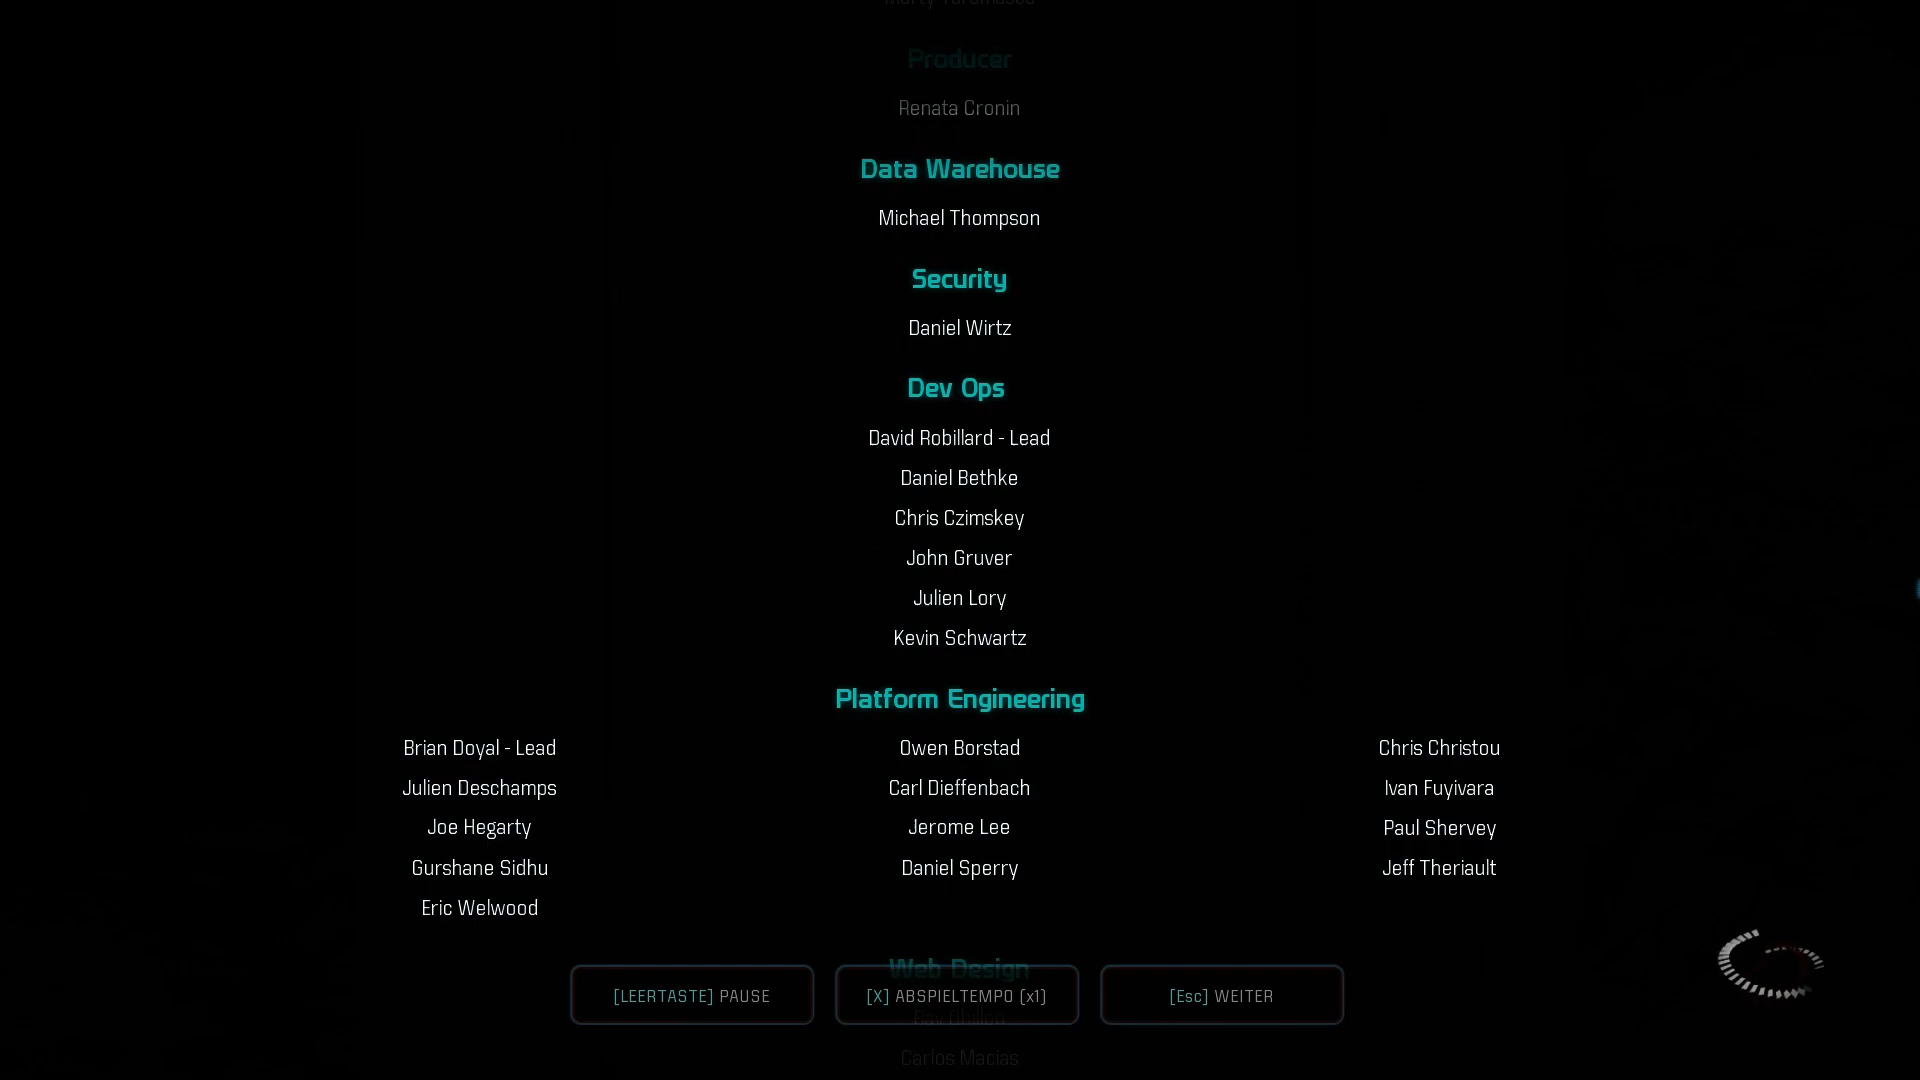 Producer
Renata Cronin
Data Warehouse
Michael Thompson
Security
Daniel Wirtz
Dev Ops
David Robillard - Lead
Daniel Bethke
Chris Czimskey
John Gruver
Julien Lory
Kevin Schwartz
Platform Engineering
Brian Doyal - Lead Owen Borstad Chris Christou
Julien Deschamps Carl Dieffenbach Ivan Fuyivara
Joe Hegarty Jerome Lee Paul Shervey
Gurshane Sidhu Daniel Sperry Jeff Theriault
Eric Welwood
Web Design
[LEERTASTE] PAUSE [X] ABSPIELTEMPO (x1) [Esc] WEITER
Carlos Macias